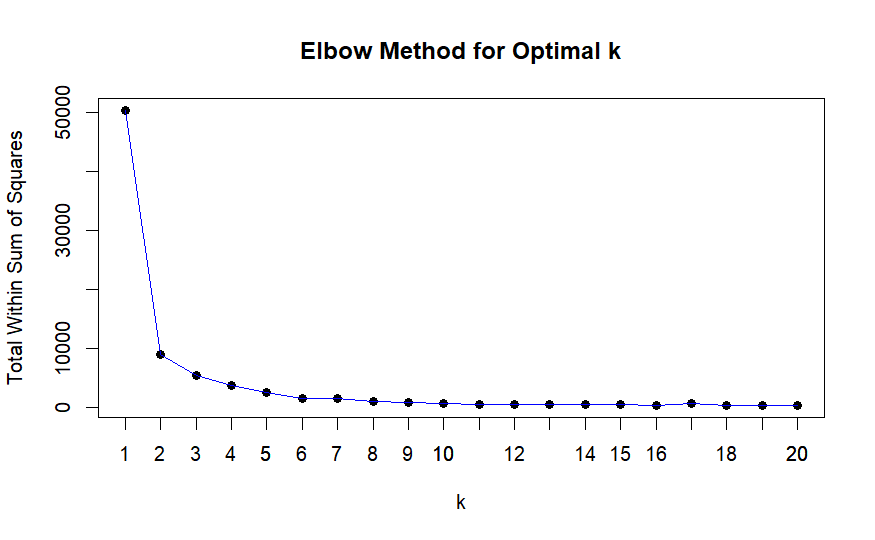 Elbow Method for Optimal k
Total Within Sum of Squares
50000
30000
10000
0
1 2 3 4 5 6 7 8 9 10 12 14 15 16 18 20
k